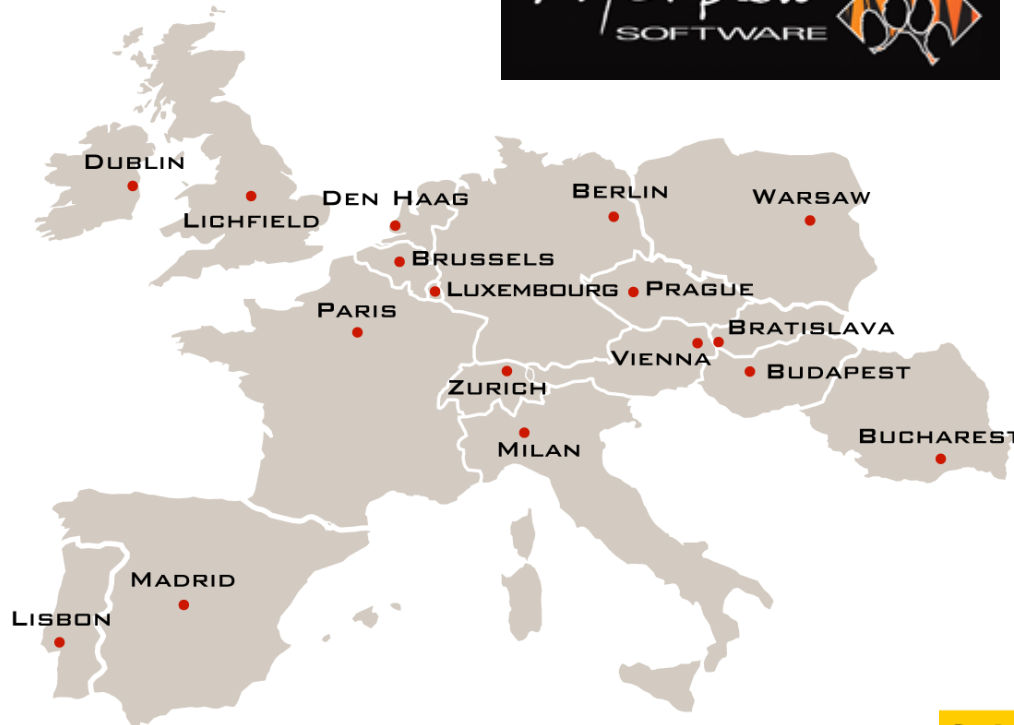 SOFTWARE
DUBLIN
LICHFIELD
DEN HAAG
BERLIN
WARSAW
BRUSSELS
LUXEMBOURG
PRAGUE
PARIS
BRATISLAVA
VIENNA
BUDAPEST
ZURICH
BUCHAREST
MILAN
MADRID
LISBON